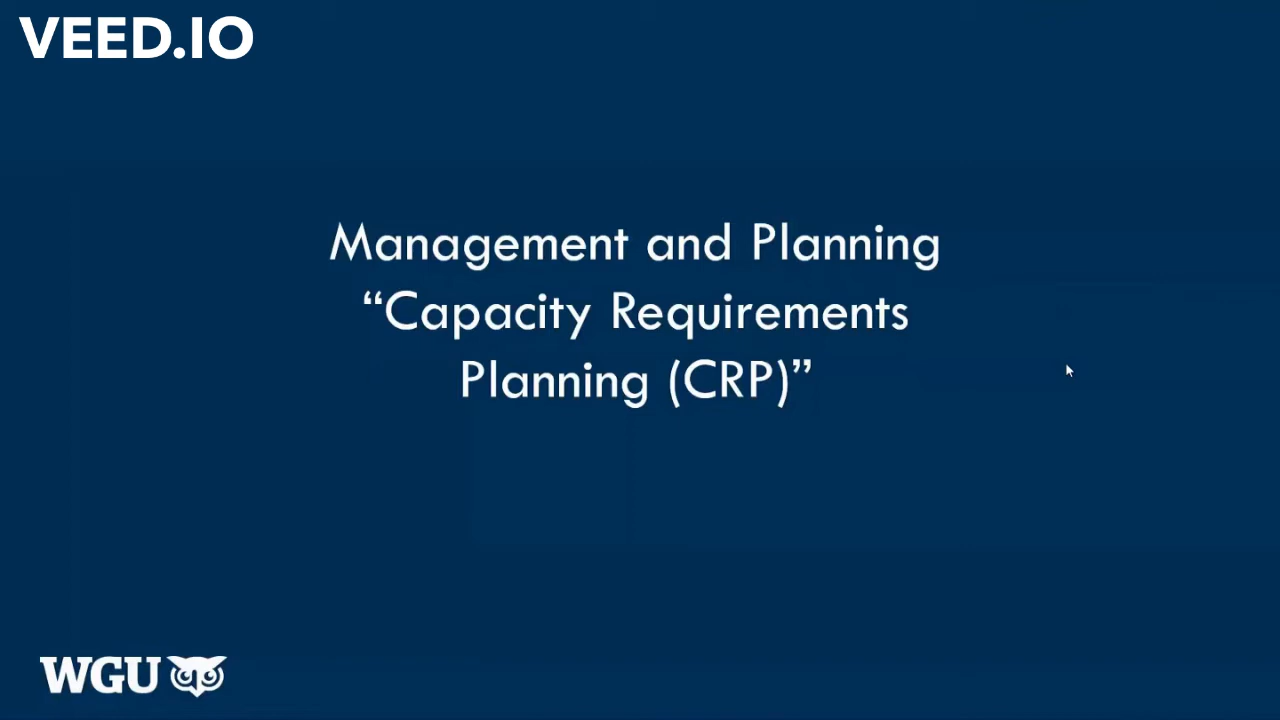 VEED.IO
Management and Planning
“Capacity Requirements
Planning (CRP)”
WGU